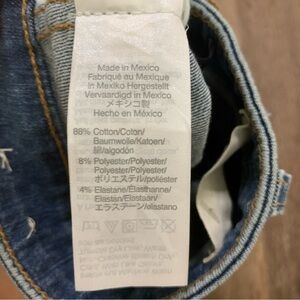 Made in Mexico
Fabriqué au Mexique
in Mexiko Hergestellt
Vervaardigd in Mexico
メキシコ製
Hecho en México
88% Cotton/Coton/
Baumwolle/Katoen/
綿/algodón
8% Polyester/Polyester/
Polyester/Polyester/
ポリエステル/poliéster
4% Elastane/Élasthanne/
Elastan/Elastaan/
エラスチーン/elastano